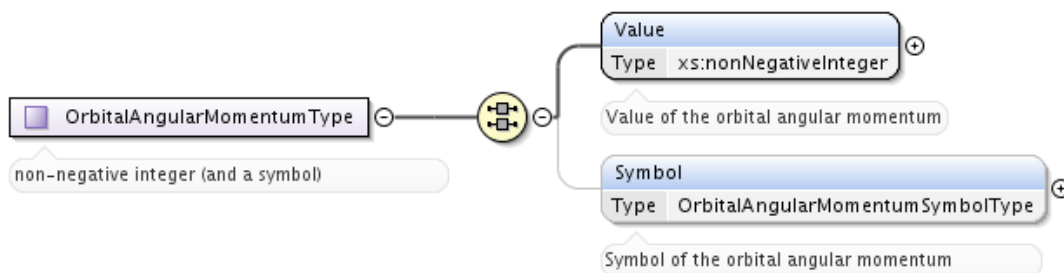 Value
Type xs:nonNegativeInteger
Value of the orbital angular momentum
OrbitalAngularMomentumType
non-negative integer (and a symbol)
Symbol
Type OrbitalAngularMomentumSymbolType
Symbol of the orbital angular momentum